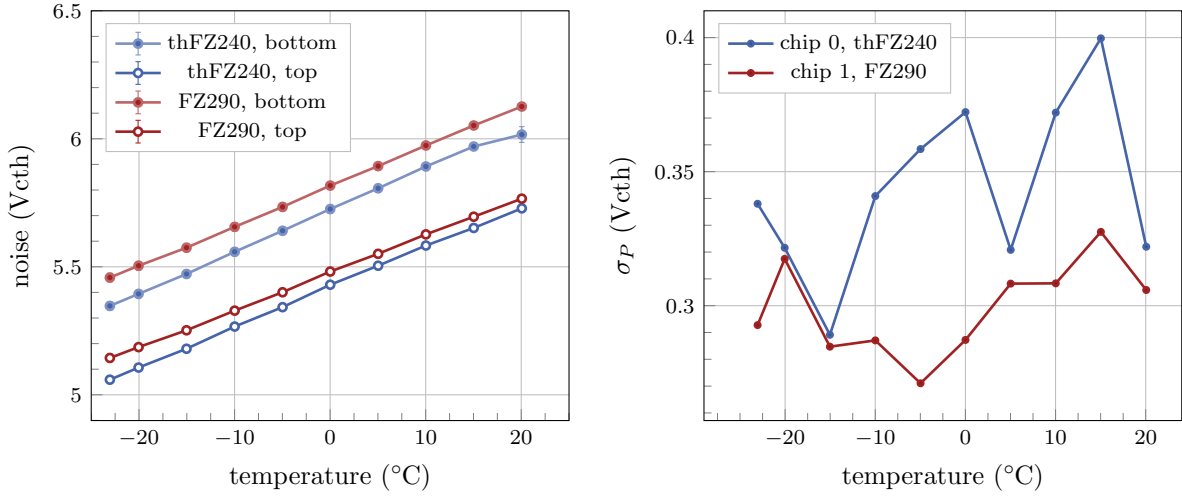 6.5
6
5.5
5
noise (Vcth)
thFZ240, bottom
thFZ240, top
FZ290, bottom
FZ290, top
−20
−10
0
10
20
temperature (°C)
0.4
0.35
0.3
σP (Vcth)
chip 0, thFZ240
chip 1, FZ290
−20
−10
0
10
20
temperature (°C)